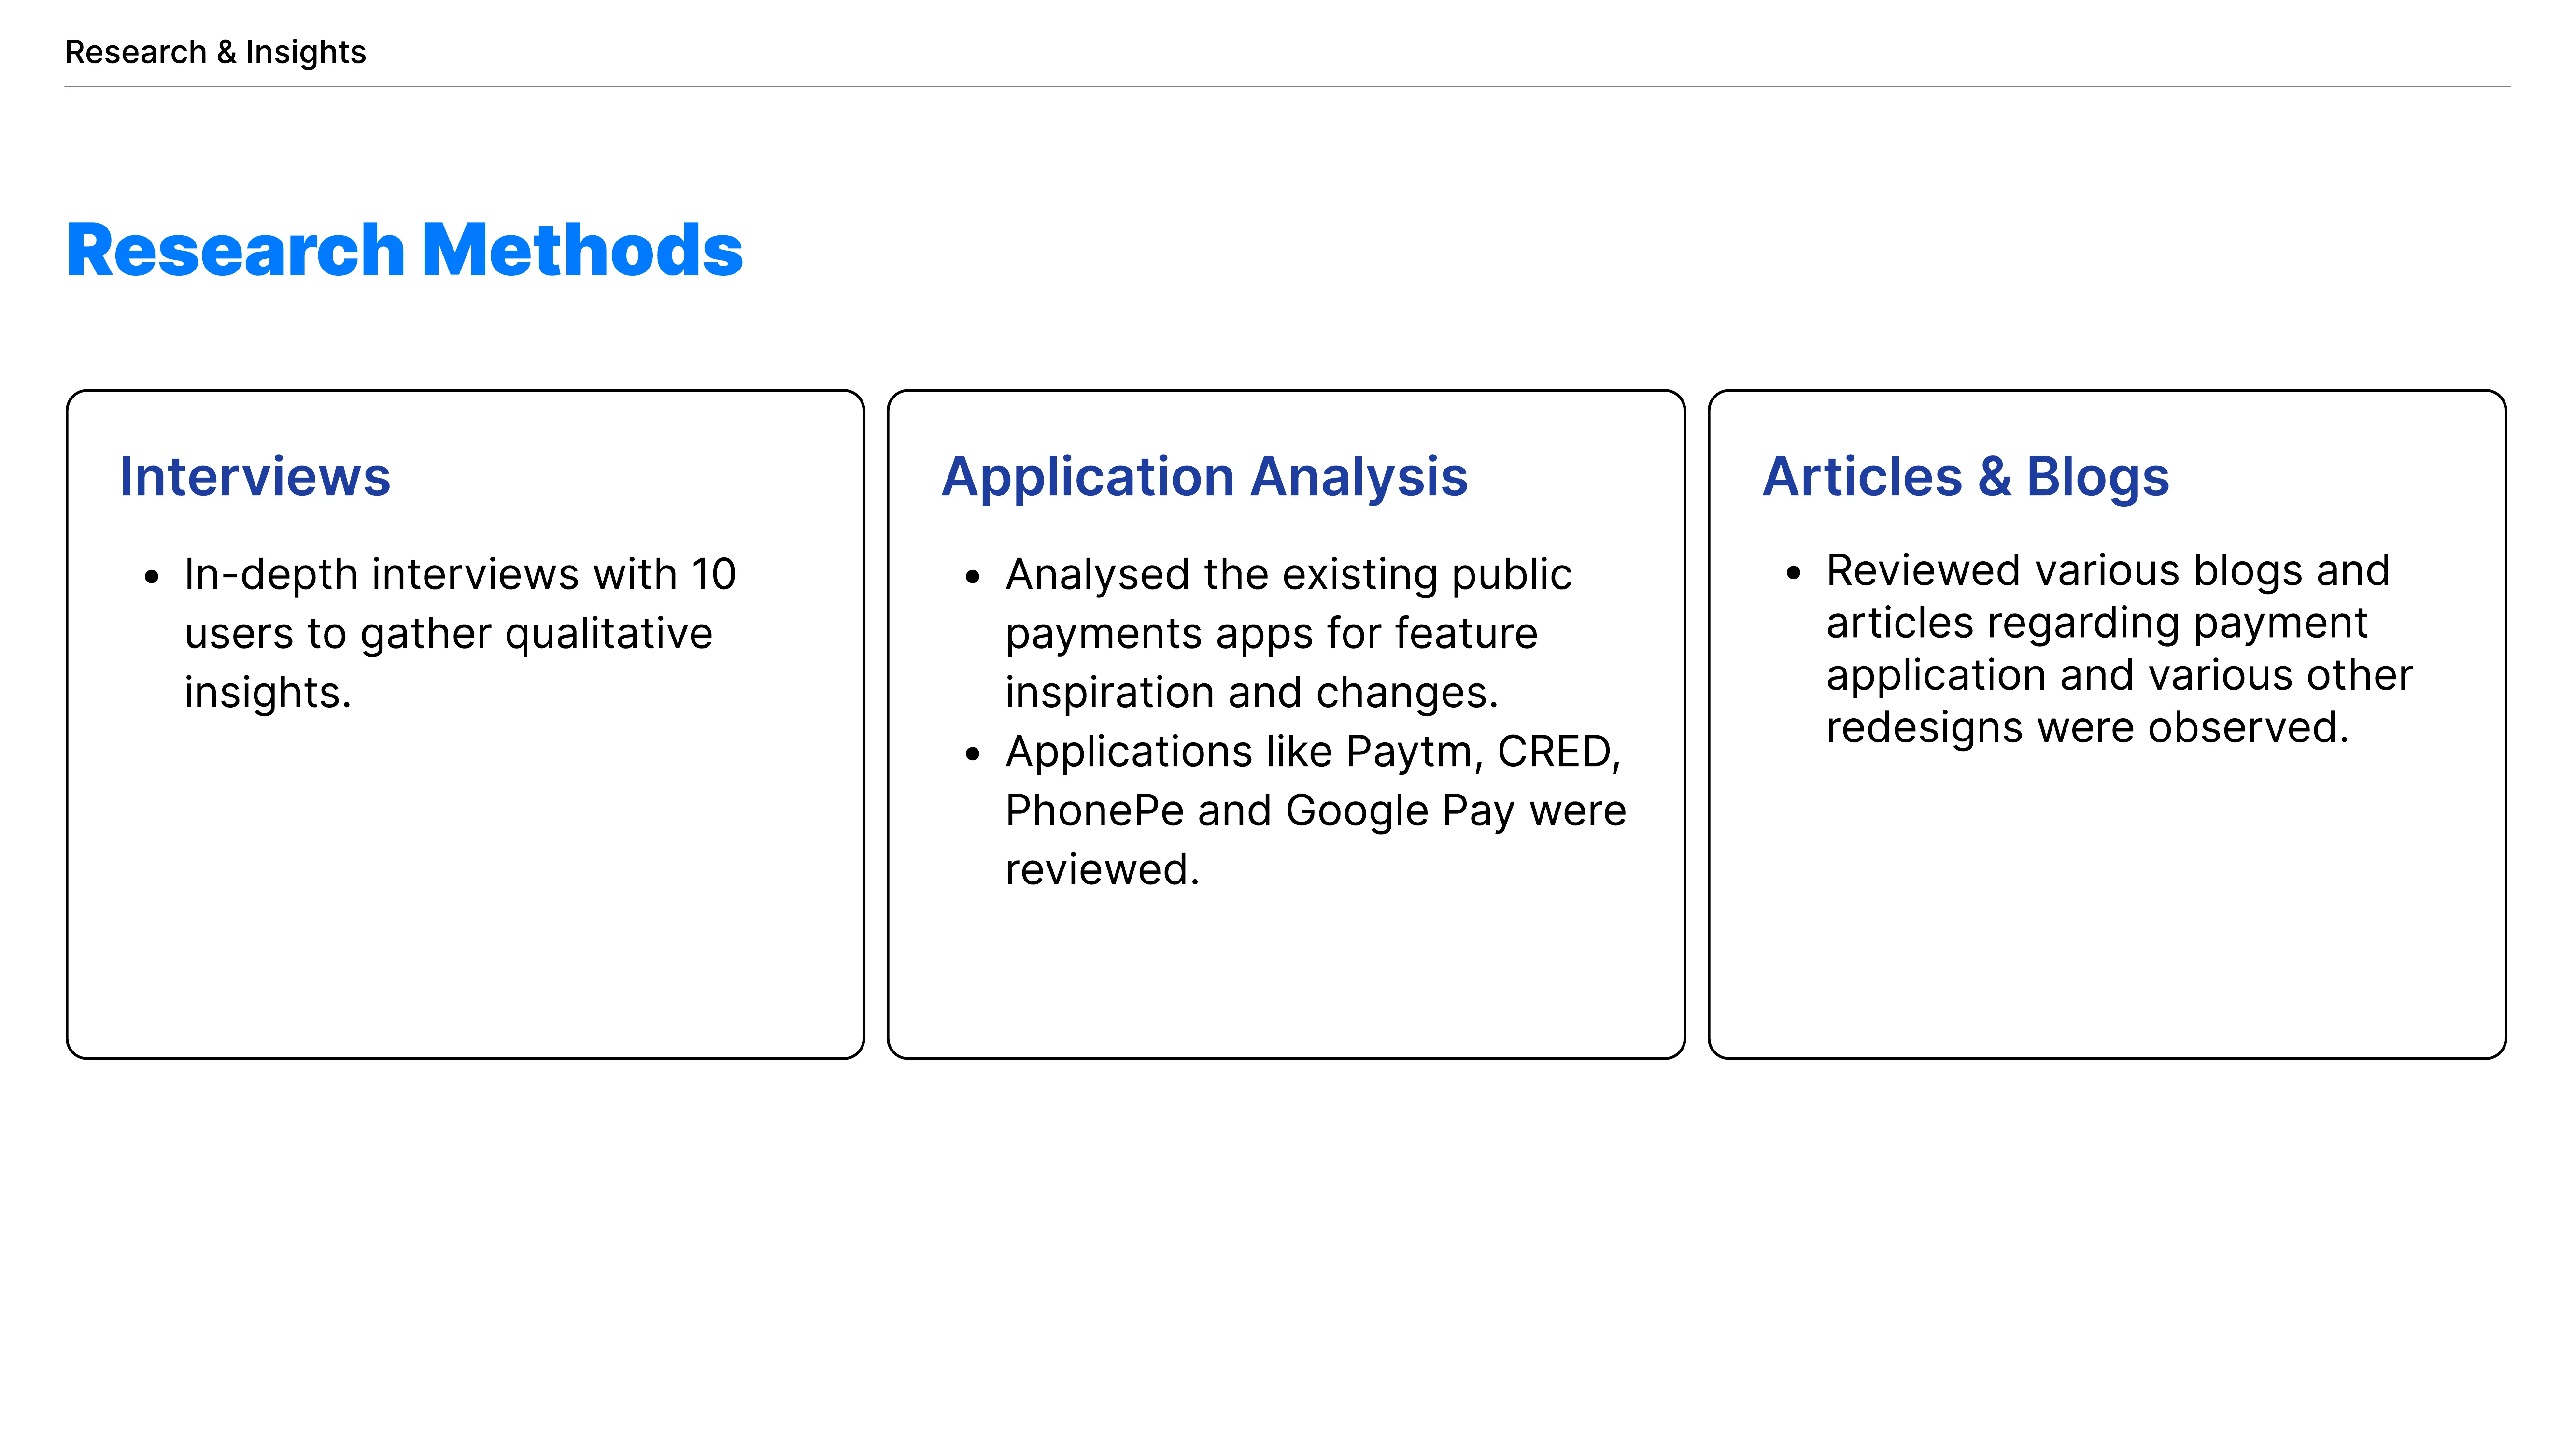 Research & Insights
Research Methods
Interviews
• In-depth interviews with 10
users to gather qualitative
insights.
Application Analysis
• Analysed the existing public
payments apps for feature
inspiration and changes.
• Applications like Paytm, CRED,
PhonePe and Google Pay were
reviewed.
Articles & Blogs
• Reviewed various blogs and
articles regarding payment
application and various other
redesigns were observed.